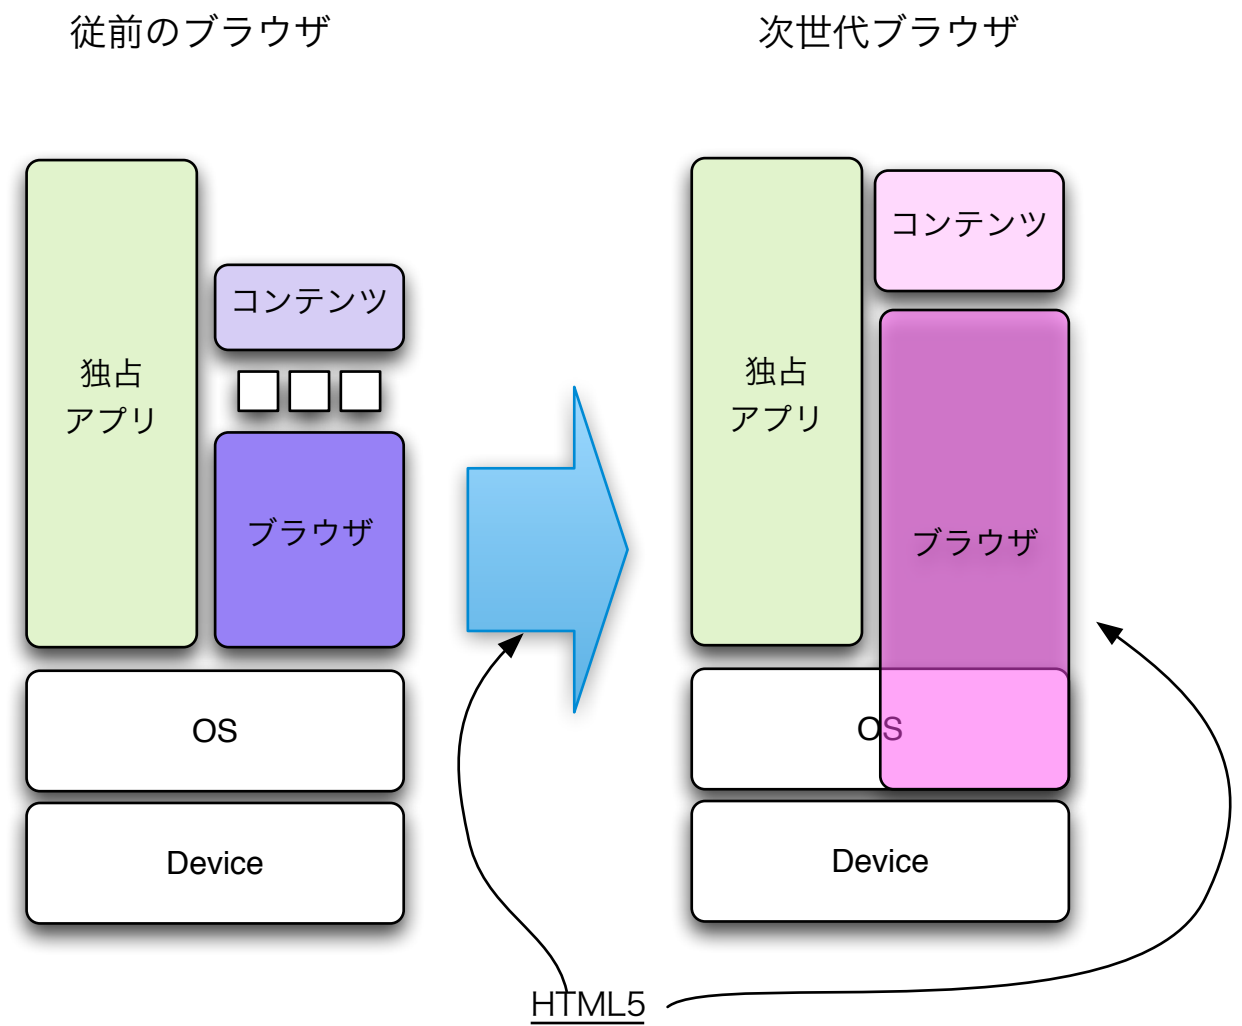 従前のブラウザ
次世代ブラウザ
独占
アプリ
コンテンツ
ブラウザ
OS
Device
独占
アプリ
コンテンツ
ブラウザ
OS
Device
HTML5